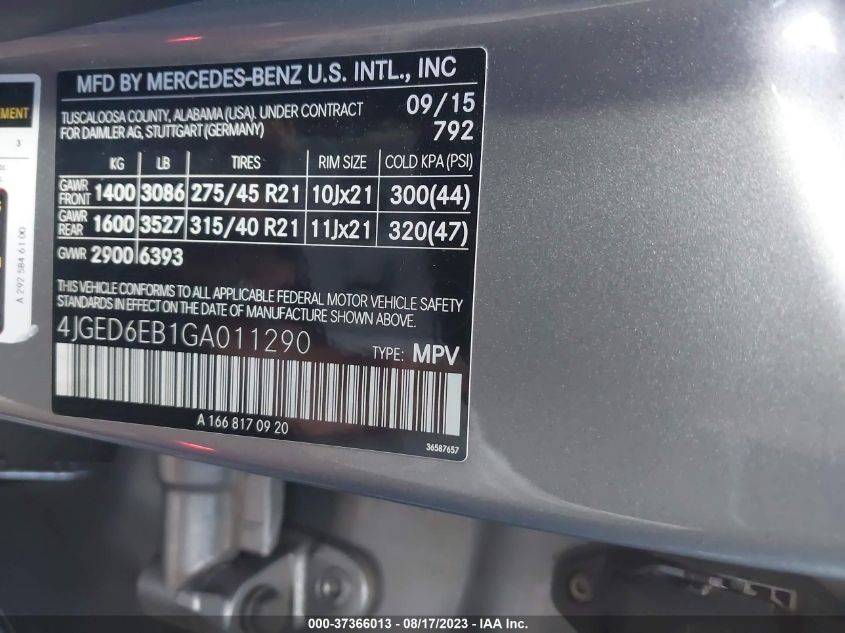 MFD BY MERCEDES-BENZ U.S. INTL., INC
TUSCALOOSA COUNTY, ALABAMA (USA), UNDER CONTRACT
FOR DAIMLER AG, STUTTGART (GERMANY)
09/15
792
KG LB TIRES RIM SIZE COLD KPA (PSI)
GAWR FRONT 1400 3086 275/45 R21 10Jx21 300(44)
GAWR REAR 1600 3527 315/40 R21 11Jx21 320(47)
GVWR 2900 6393
THIS VEHICLE CONFORMS TO ALL APPLICABLE FEDERAL MOTOR VEHICLE SAFETY
STANDARDS IN EFFECT ON THE DATE OF MANUFACTURE SHOWN ABOVE.
4JGED6EB1GA011290
TYPE: MPV
A 166 817 09 20
36587657
3
A 292 584 61 00
000-37366013 - 08/17/2023 - IAAI.com